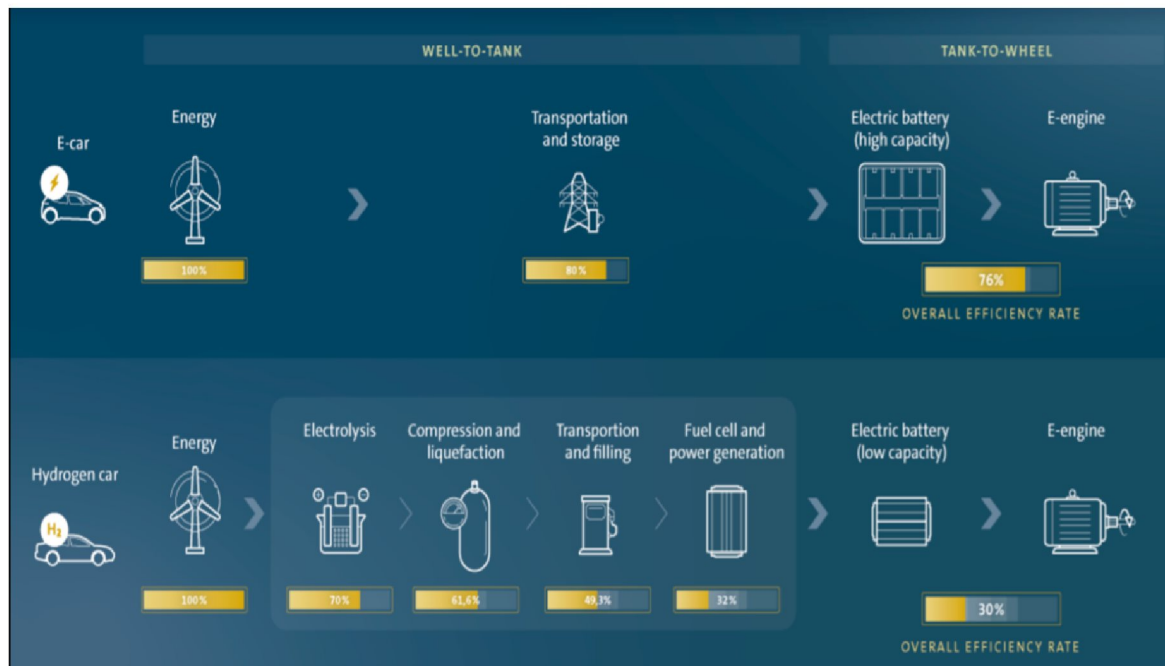 WELL-TO-TANK
TANK-TO-WHEEL
E-car
Energy
Transportation
and storage
Electric battery
(high capacity)
E-engine
100%
80%
76%
OVERALL EFFICIENCY RATE
Hydrogen car
H₂
Energy
Electrolysis
Compression and
liquefaction
Transportion
and filling
Fuel cell and
power generation
Electric battery
(low capacity)
E-engine
100%
70%
61,6%
49,3%
32%
30%
OVERALL EFFICIENCY RATE